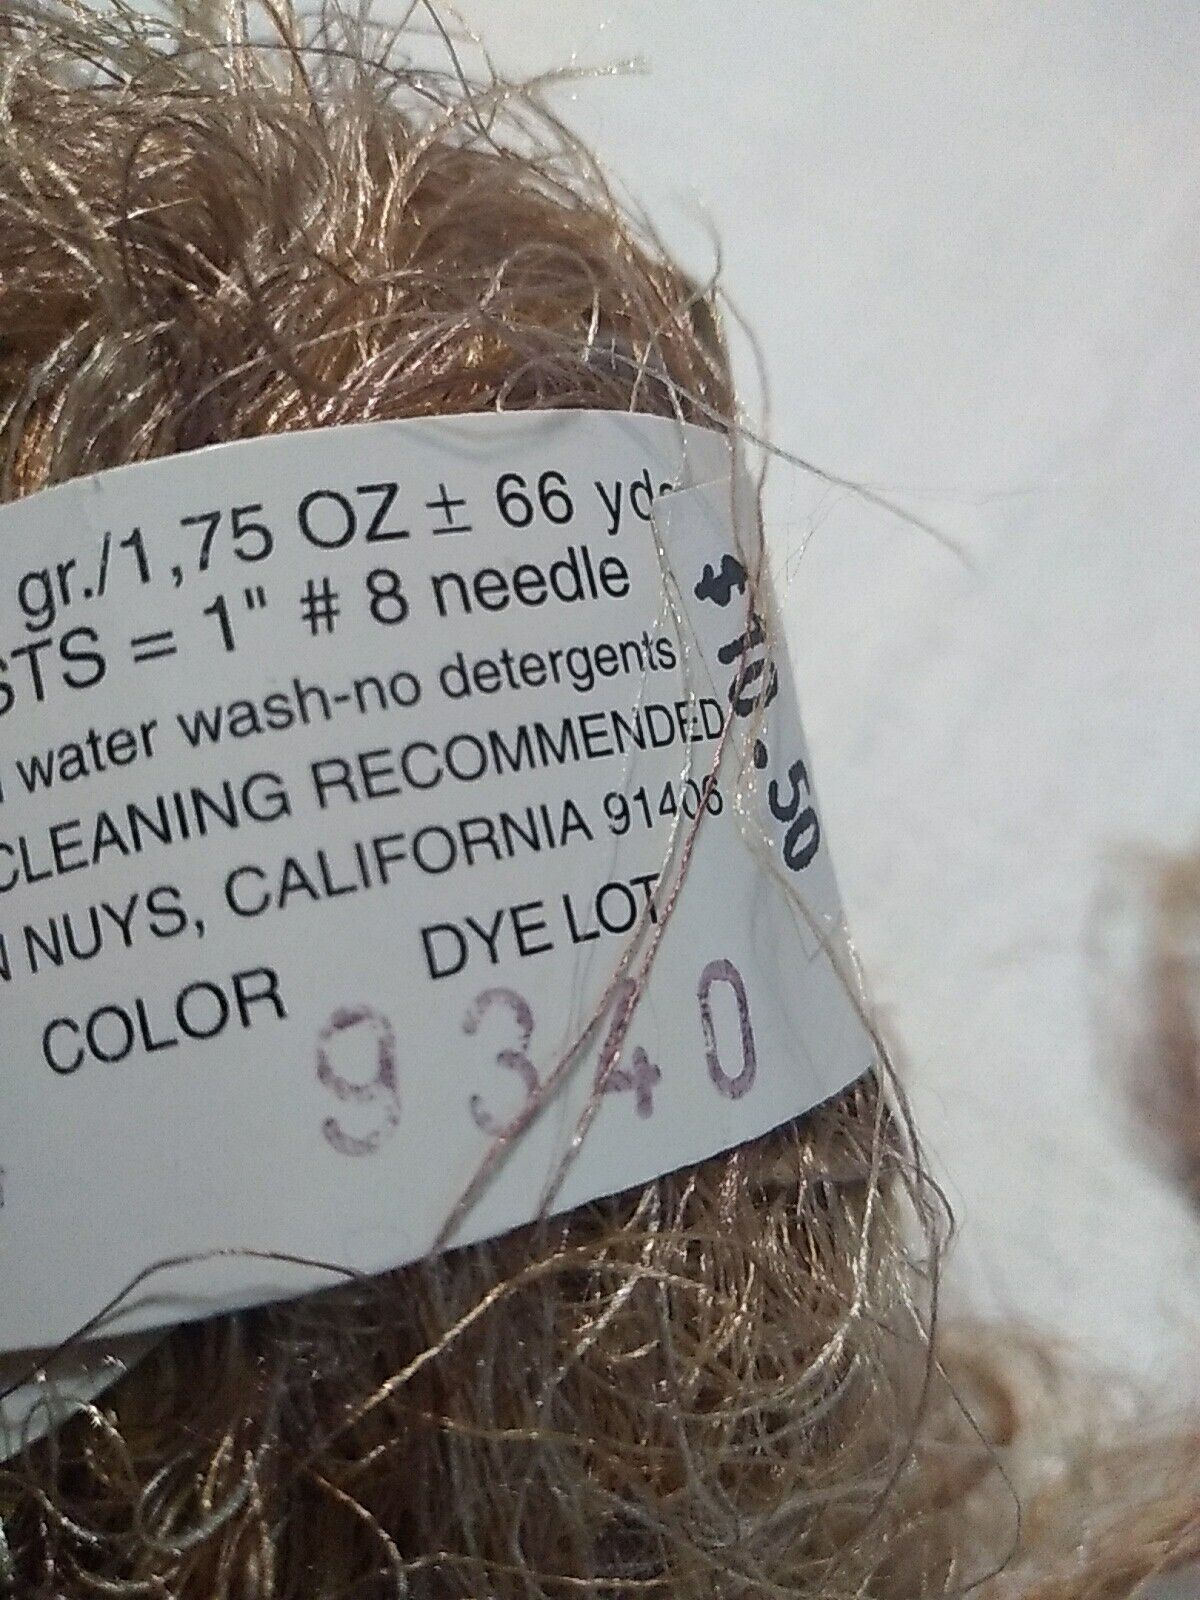 gr./1,75 OZ ± 66 yds
STS = 1" # 8 needle
water wash-no detergents
CLEANING RECOMMENDED
NUYS, CALIFORNIA 91406
COLOR DYE LOT
9340
$10.50